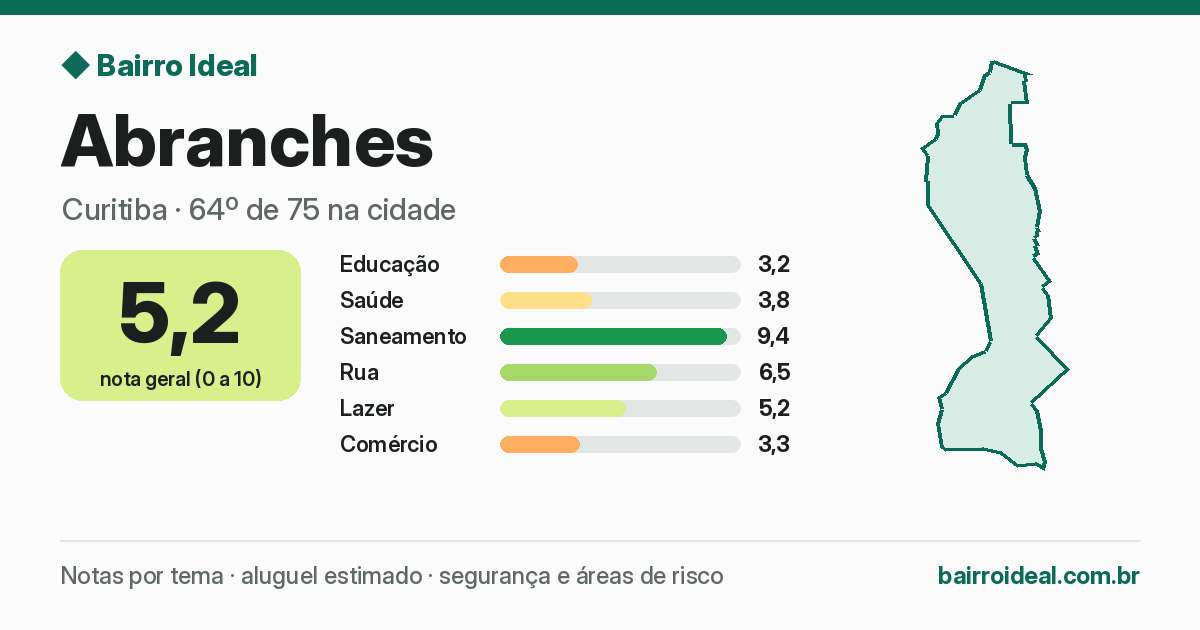 Bairro Ideal
Abranches
Curitiba · 64º de 75 na cidade
5,2
nota geral (0 a 10)
Educação 3,2
Saúde 3,8
Saneamento 9,4
Rua 6,5
Lazer 5,2
Comércio 3,3
Notas por tema · aluguel estimado · segurança e áreas de risco
bairroideal.com.br